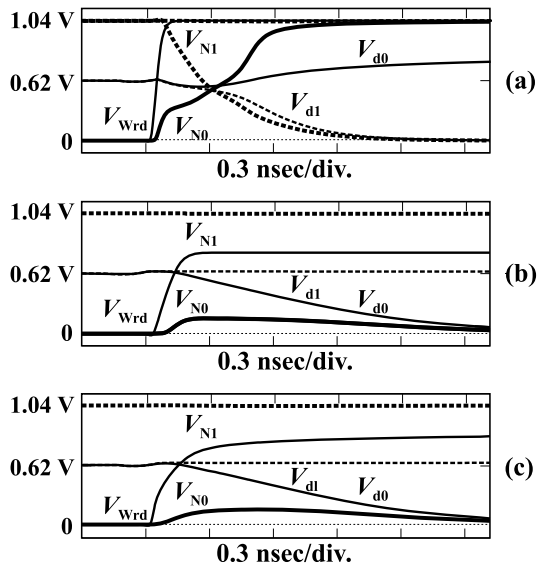 1.04 V
V_N1
V_d0
0.62 V
(a)
V_d1
V_Wrd
V_N0
0
0.3 nsec/div.
1.04 V
V_N1
0.62 V
(b)
V_d1
V_N0
V_d0
V_Wrd
0
0.3 nsec/div.
1.04 V
V_N1
0.62 V
(c)
V_dl
V_N0
V_d0
V_Wrd
0
0.3 nsec/div.